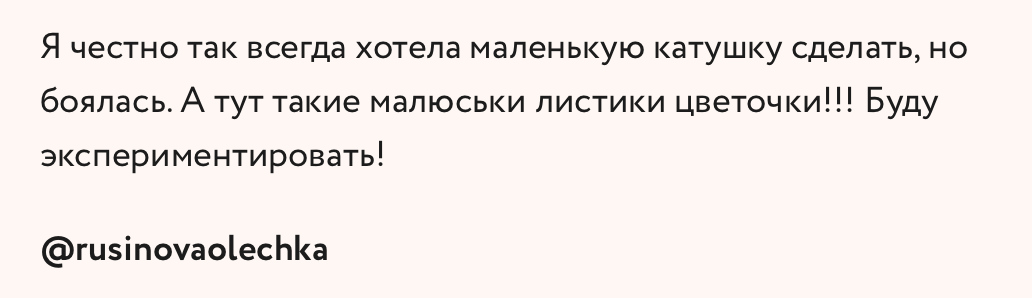 Я честно так всегда хотела маленькую катушку сделать, но
боялась. А тут такие малюськи листики цветочки!!! Буду
экспериментировать!
@rusinovaolechka